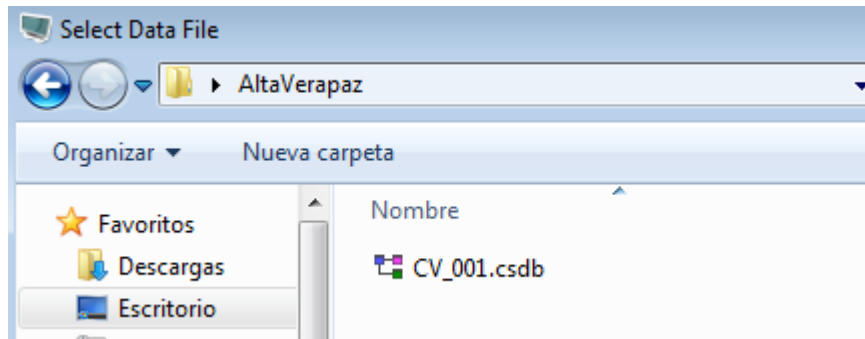 Select Data File
AltaVerapaz
Organizar Nueva carpeta
Favoritos
Descargas
Escritorio
Nombre
CV_001.csdb